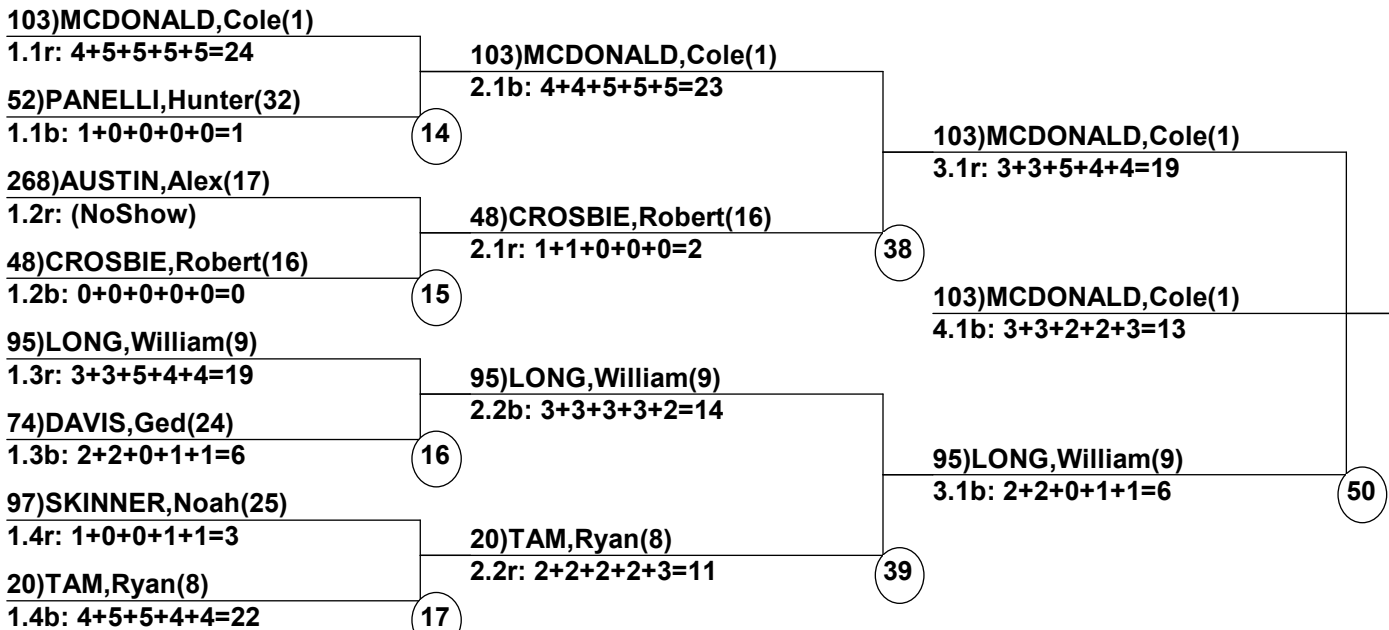 103)MCDONALD,Cole(1)
1.1r: 4+5+5+5+5=24
52)PANELLI,Hunter(32)
1.1b: 1+0+0+0+0=1
14
268)AUSTIN,Alex(17)
1.2r: (NoShow)
48)CROSBIE,Robert(16)
1.2b: 0+0+0+0+0=0
15
95)LONG,William(9)
1.3r: 3+3+5+4+4=19
74)DAVIS,Ged(24)
1.3b: 2+2+0+1+1=6
16
97)SKINNER,Noah(25)
1.4r: 1+0+0+1+1=3
20)TAM,Ryan(8)
1.4b: 4+5+5+4+4=22
17
103)MCDONALD,Cole(1)
2.1b: 4+4+5+5+5=23
48)CROSBIE,Robert(16)
2.1r: 1+1+0+0+0=2
38
95)LONG,William(9)
2.2b: 3+3+3+3+2=14
20)TAM,Ryan(8)
2.2r: 2+2+2+2+3=11
39
103)MCDONALD,Cole(1)
3.1r: 3+3+5+4+4=19
103)MCDONALD,Cole(1)
4.1b: 3+3+2+2+3=13
95)LONG,William(9)
3.1b: 2+2+0+1+1=6
50